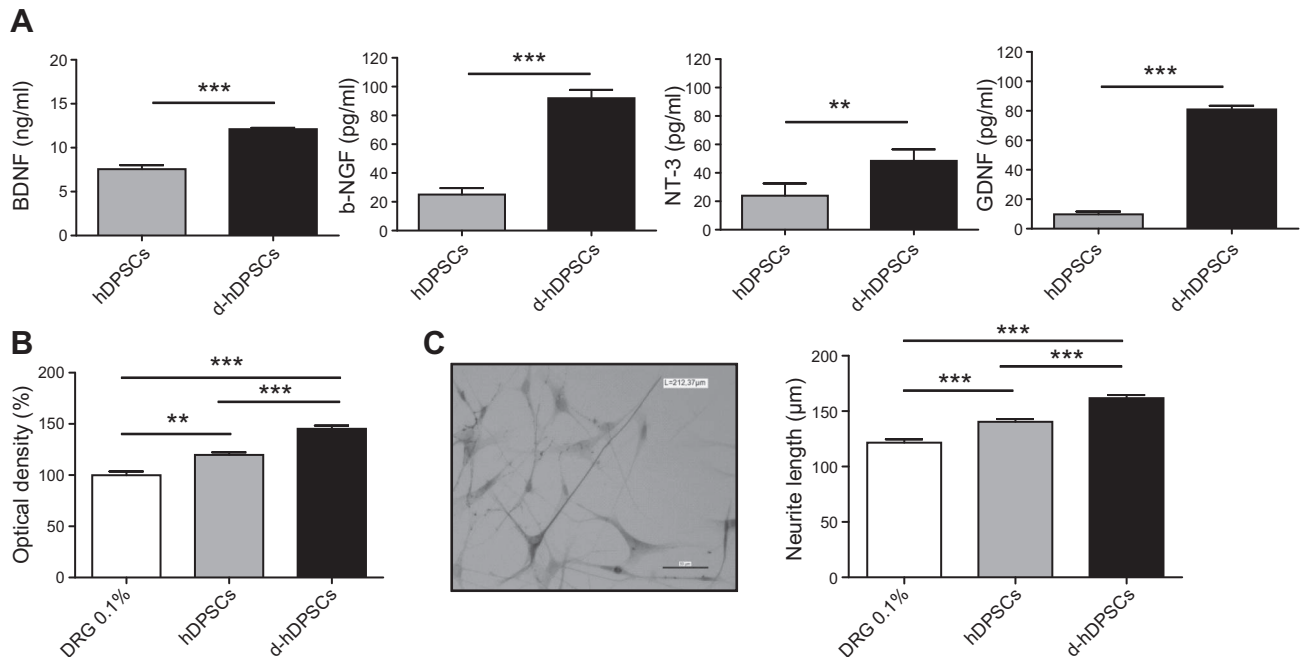 A
BDNF (ng/ml)
20
15
10
5
0
***
hDPSCs
d-hDPSCs
b-NGF (pg/ml)
120
100
80
60
40
20
0
***
hDPSCs
d-hDPSCs
NT-3 (pg/ml)
120
100
80
60
40
20
0
**
hDPSCs
d-hDPSCs
GDNF (pg/ml)
120
100
80
60
40
20
0
***
hDPSCs
d-hDPSCs
B
Optical density (%)
200
150
100
50
0
***
***
**
DRG 0.1%
hDPSCs
d-hDPSCs
C
L=212,37µm
Neurite length (µm)
200
150
100
50
0
***
***
***
DRG 0.1%
hDPSCs
d-hDPSCs